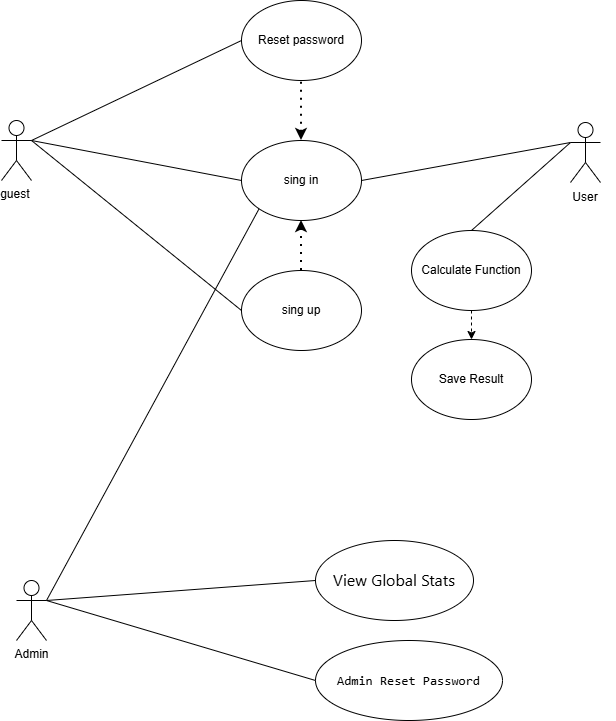 Reset password
guest
sing in
User
Calculate Function
sing up
Save Result
View Global Stats
Admin
Admin Reset Password